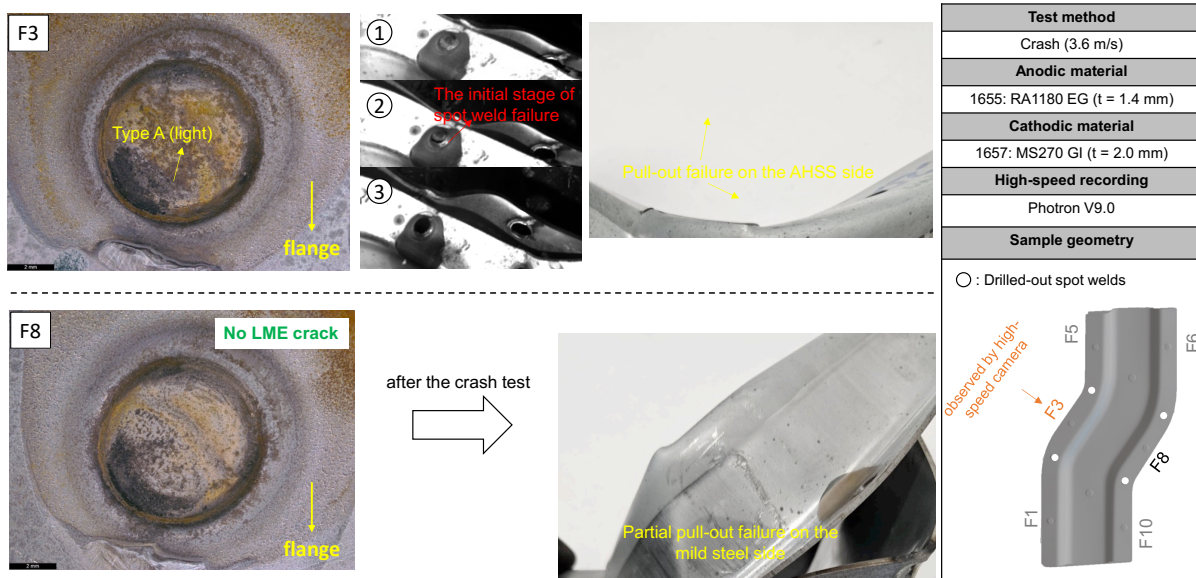 F3
Type A (light)
flange
2 mm
①
②
③
The initial stage of
spot weld failure
Pull-out failure on the AHSS side
F8
No LME crack
flange
2 mm
after the crash test
Partial pull-out failure on the
mild steel side
Test method
Crash (3.6 m/s)
Anodic material
1655: RA1180 EG (t = 1.4 mm)
Cathodic material
1657: MS270 GI (t = 2.0 mm)
High-speed recording
Photron V9.0
Sample geometry
: Drilled-out spot welds
observed by high-
speed camera
F5
F6
F3
F8
F1
F10